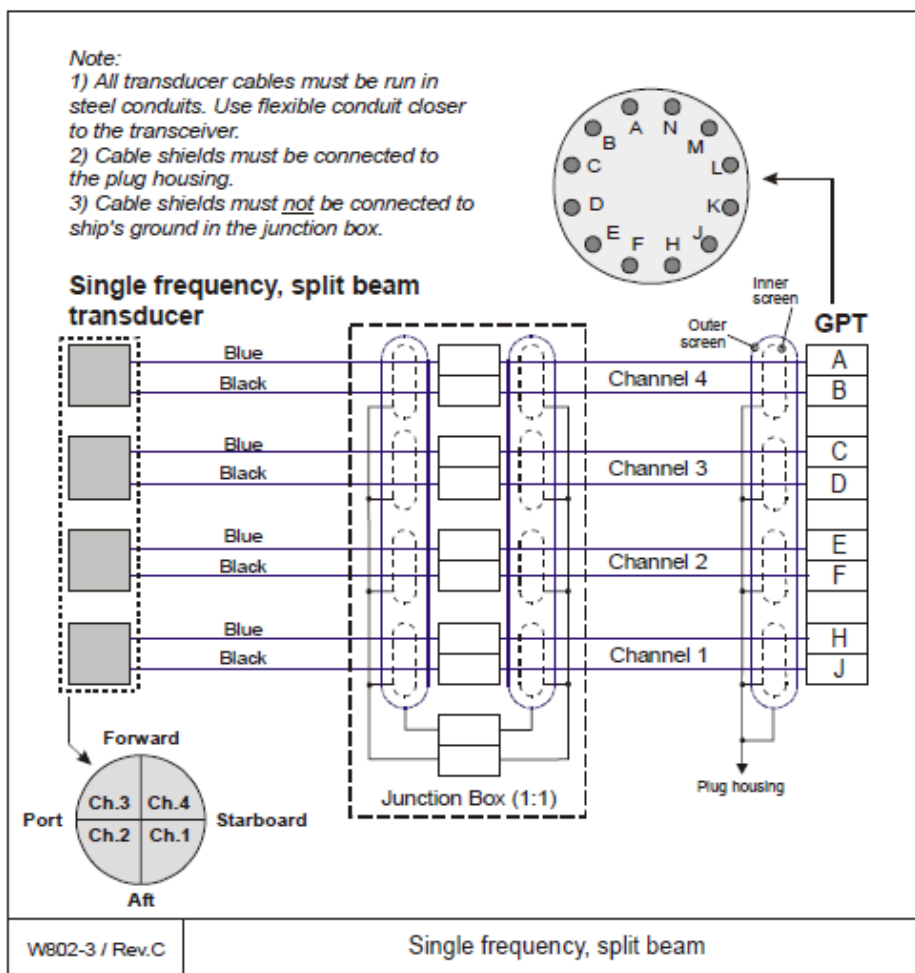 Note:
1) All transducer cables must be run in
steel conduits. Use flexible conduit closer
to the transceiver.
2) Cable shields must be connected to
the plug housing.
3) Cable shields must not be connected to
ship's ground in the junction box.
A N
B M
C L
D K
E J
F H
Single frequency, split beam
transducer
Inner
screen
Outer
screen
GPT
Blue
Black
Channel 4
A
B
Blue
Black
Channel 3
C
D
Blue
Black
Channel 2
E
F
Blue
Black
Channel 1
H
J
Junction Box (1:1)
Plug housing
Forward
Port
Ch.3 Ch.4
Ch.2 Ch.1
Starboard
Aft
W802-3 / Rev.C
Single frequency, split beam